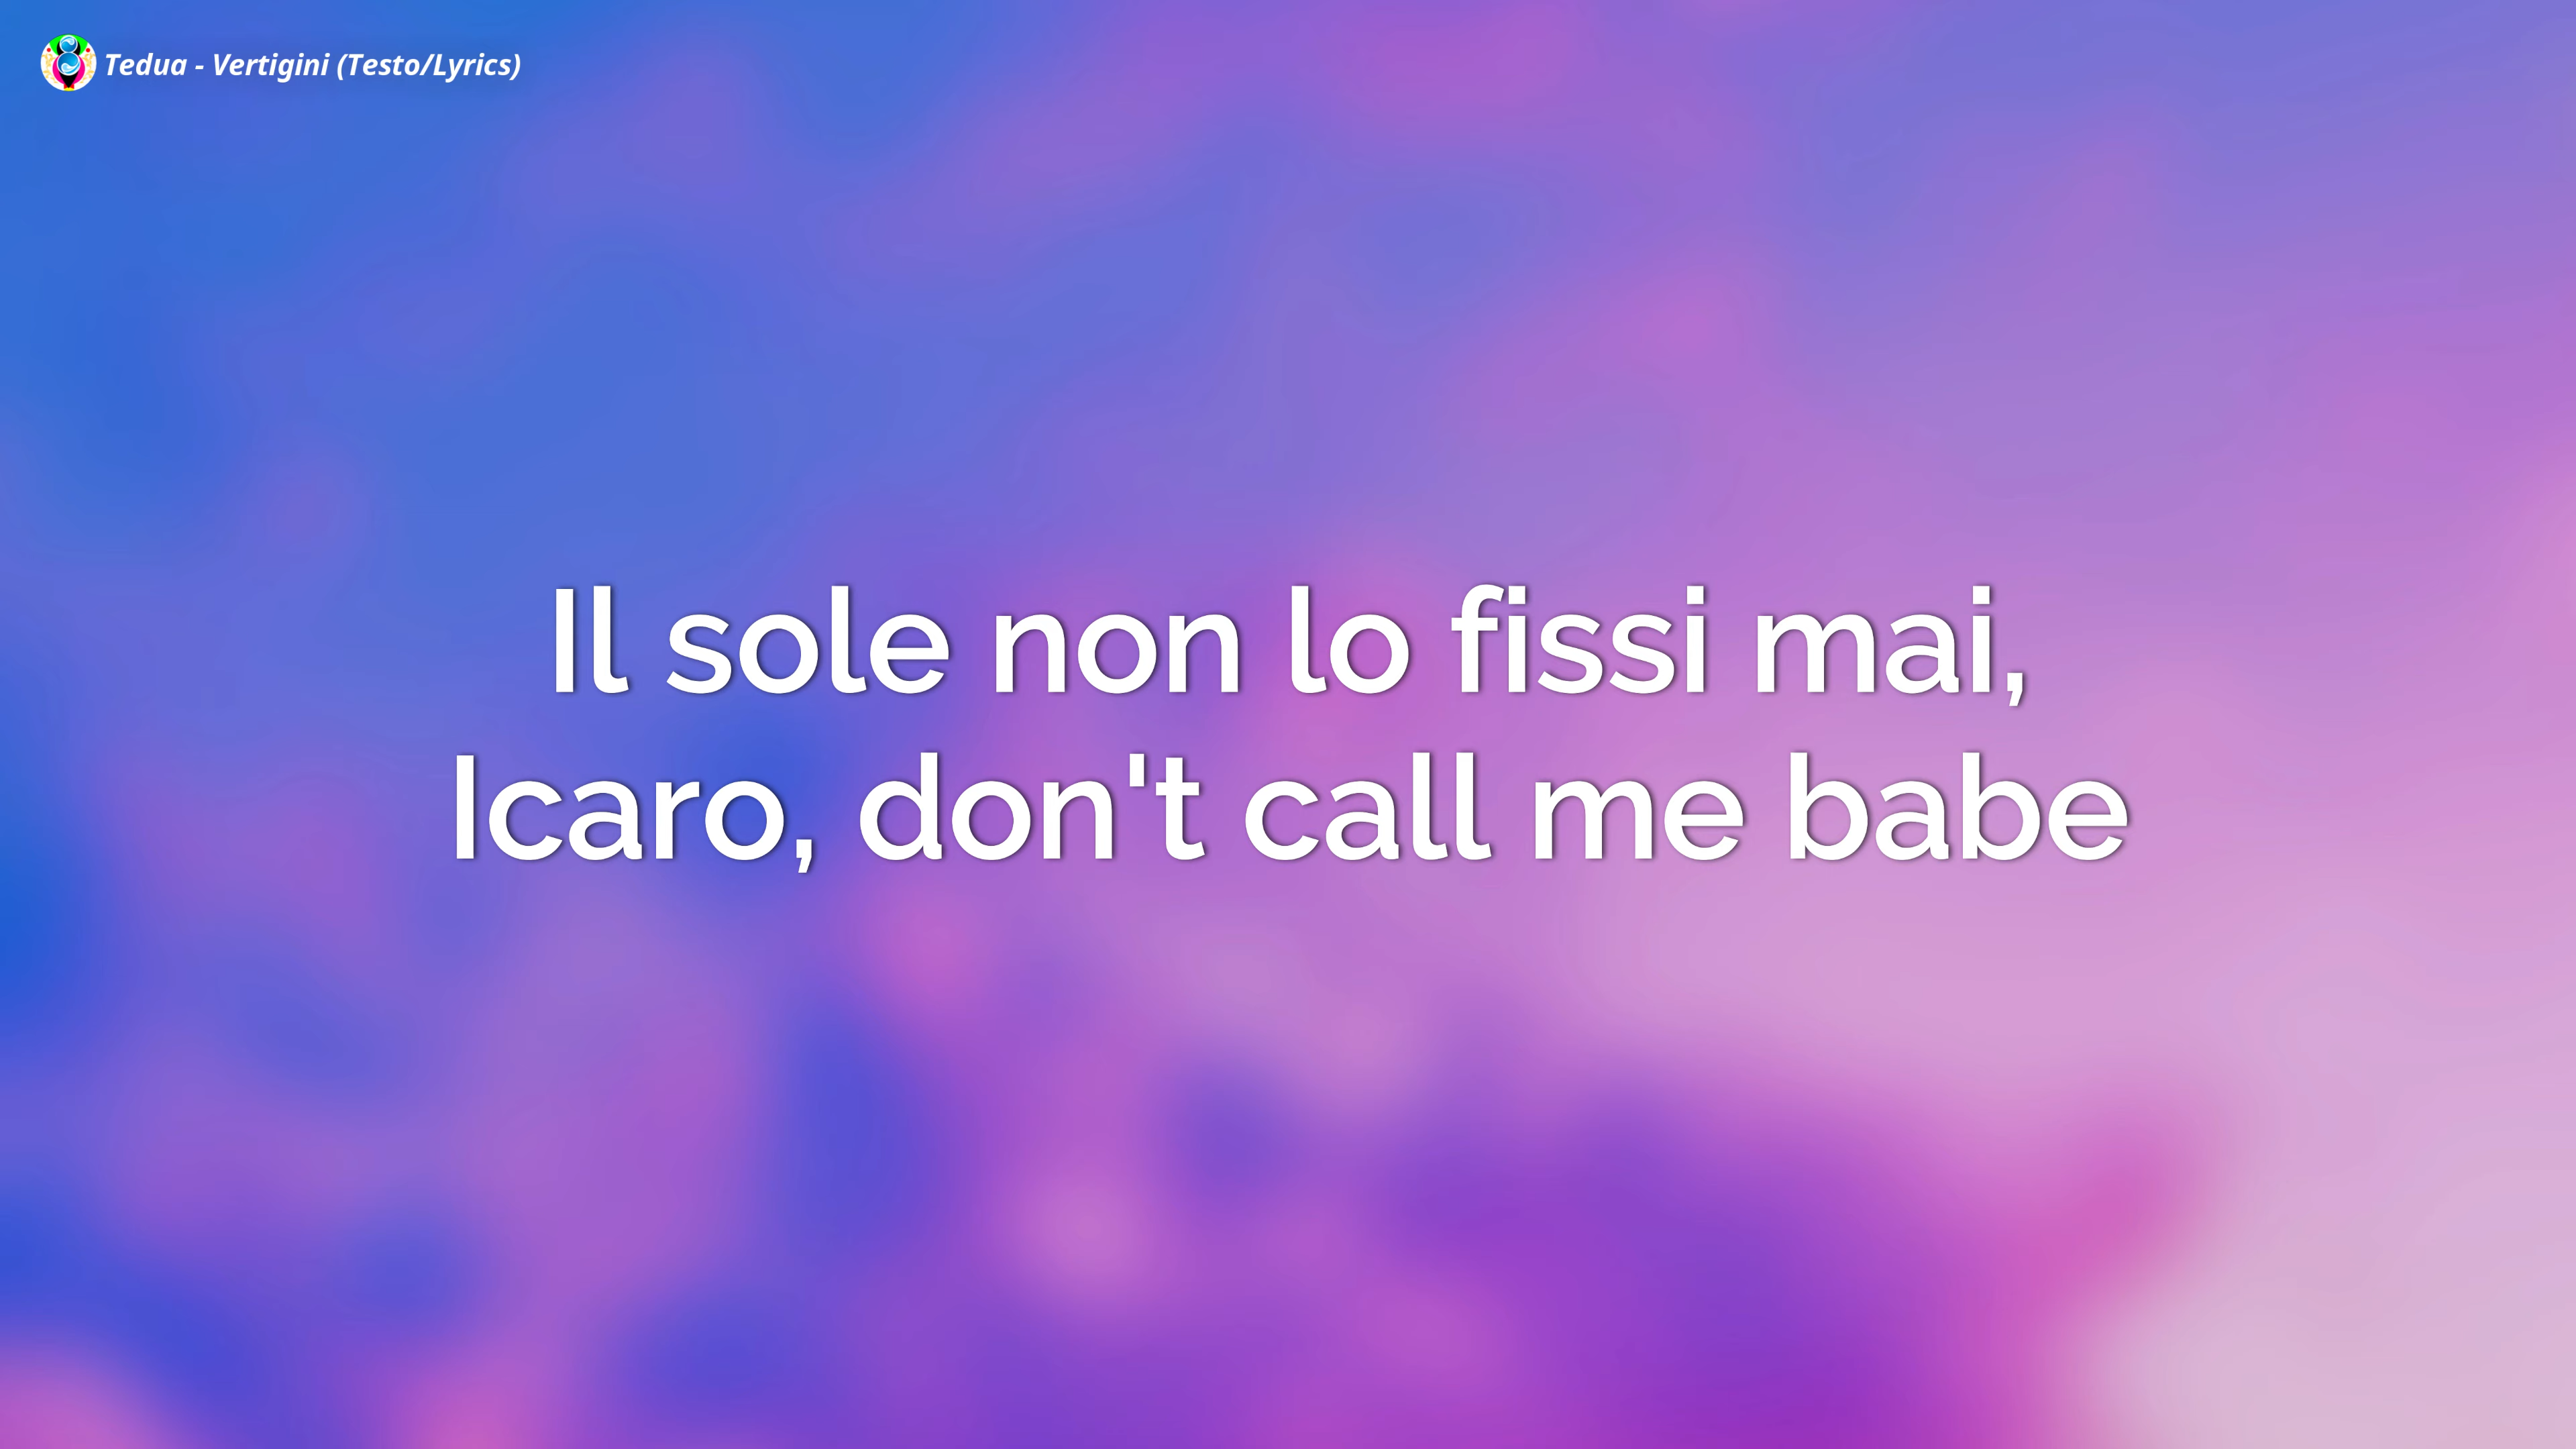 Tedua - Vertigini (Testo/Lyrics)
Il sole non lo fissi mai,
Icaro, don't call me babe